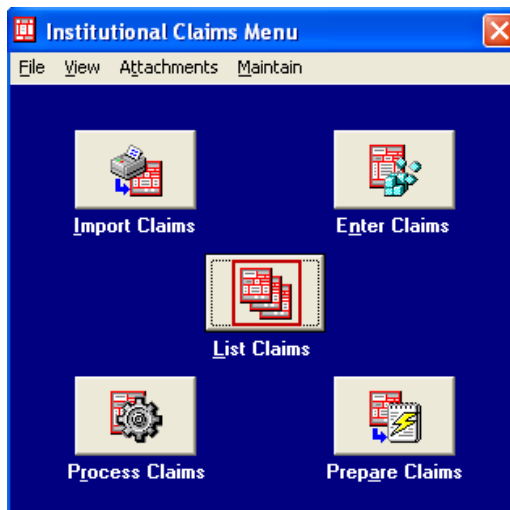 Institutional Claims Menu
File View Attachments Maintain
Import Claims Enter Claims
List Claims
Process Claims Prepare Claims